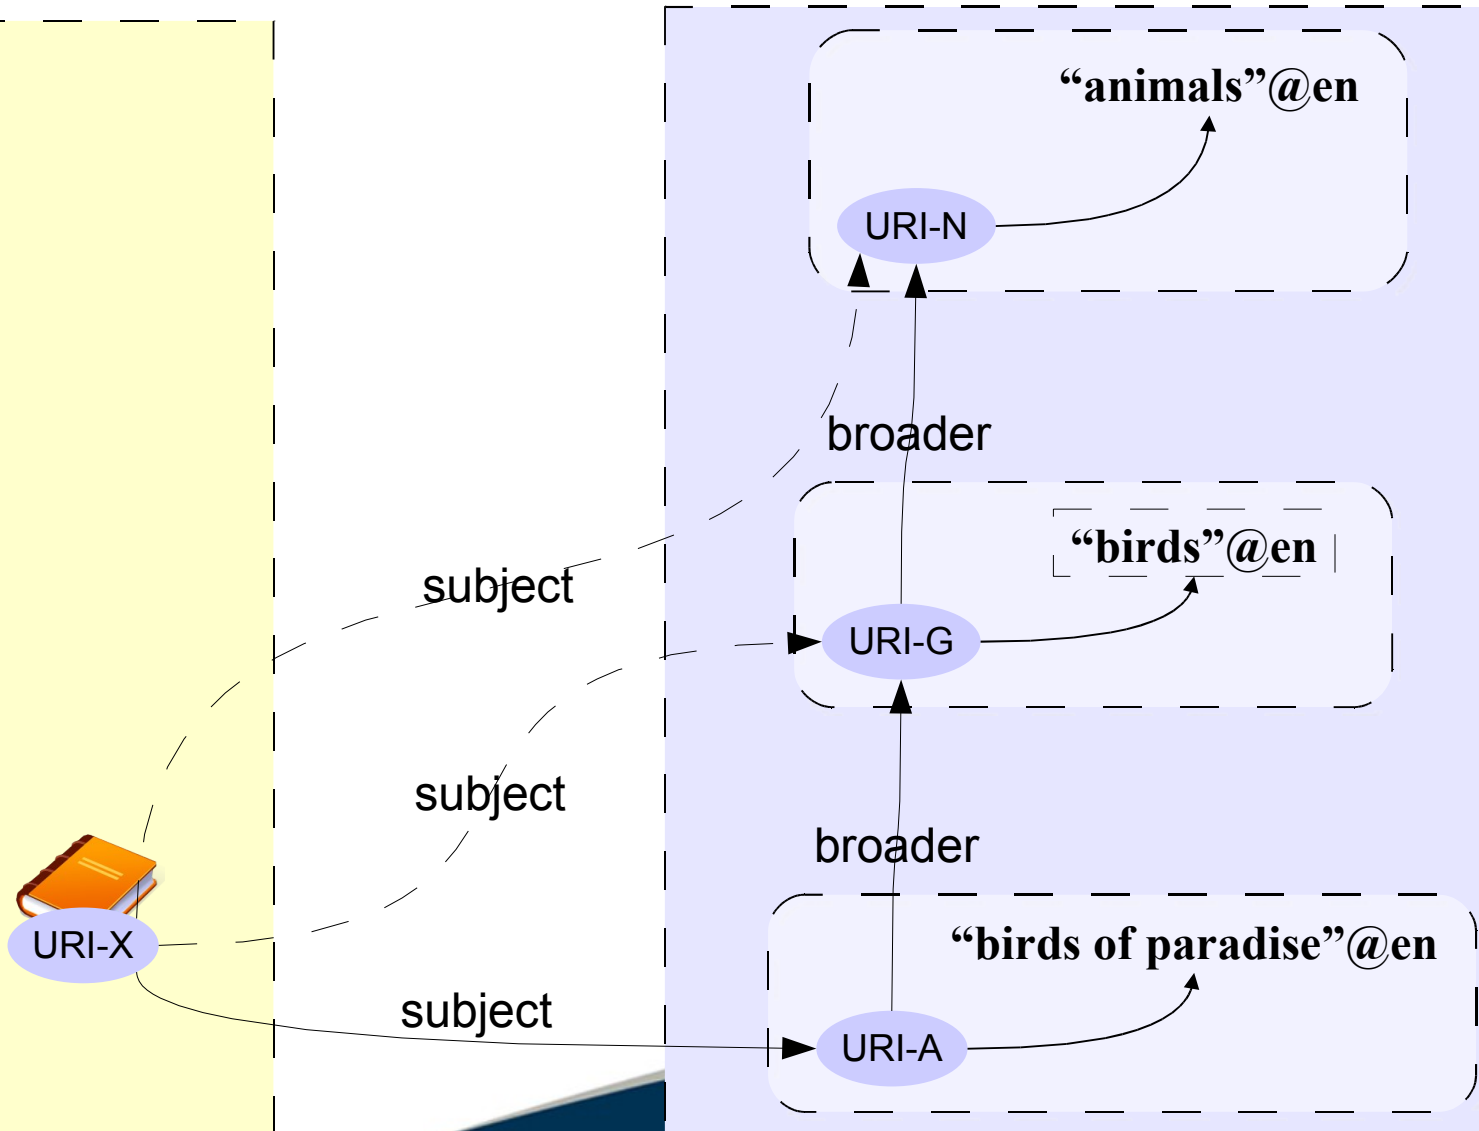 “animals”@en
URI-N
broader
“birds”@en
subject
URI-G
subject
broader
URI-X
“birds of paradise”@en
subject
URI-A